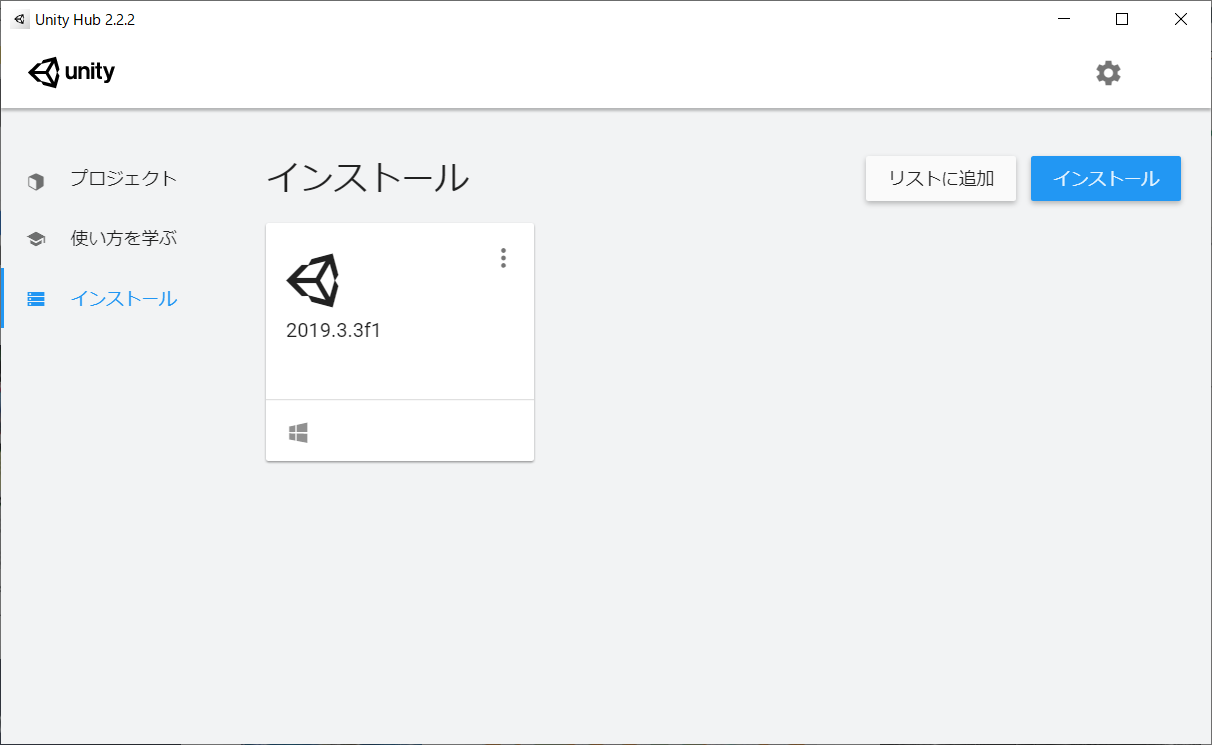 Unity Hub 2.2.2
unity
プロジェクト
使い方を学ぶ
インストール
インストール
リストに追加
インストール
2019.3.3f1